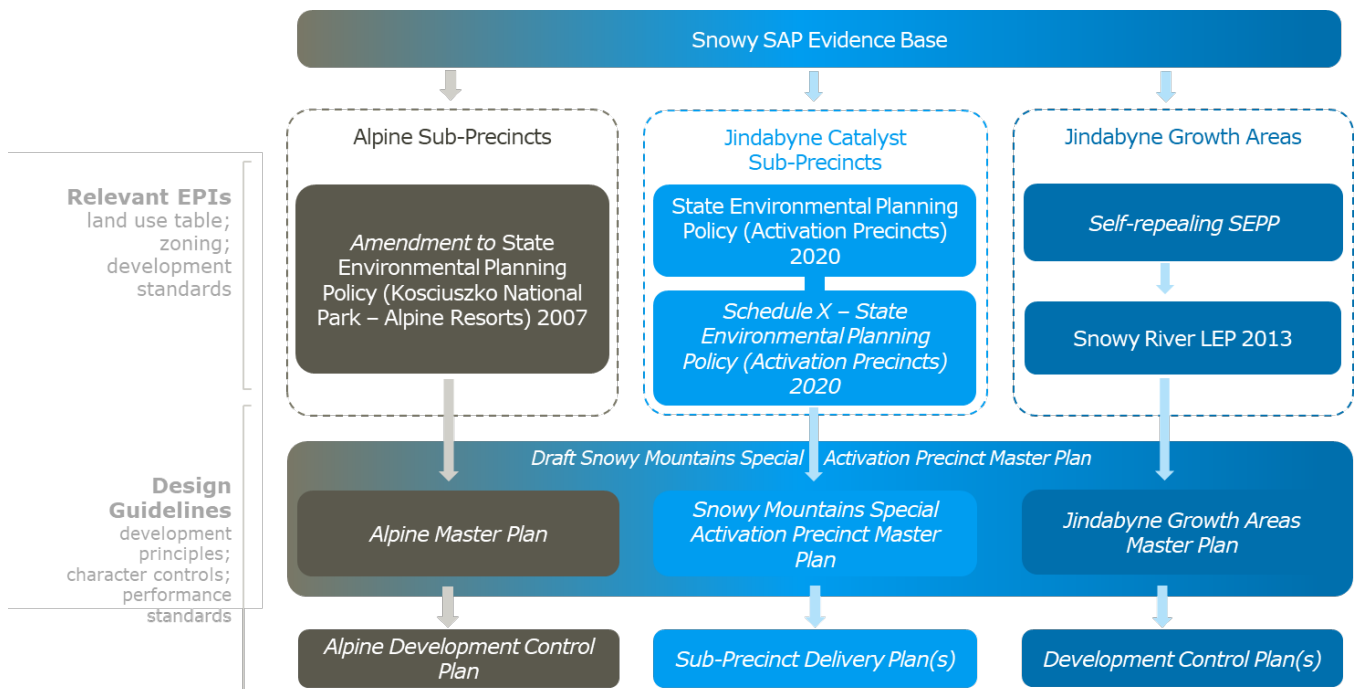 Snowy SAP Evidence Base
Alpine Sub-Precincts
Jindabyne Catalyst
Sub-Precincts
Jindabyne Growth Areas
Relevant EPIs
land use table;
zoning;
development
standards
Amendment to State
Environmental Planning
Policy (Kosciuszko National
Park – Alpine Resorts) 2007
State Environmental Planning
Policy (Activation Precincts)
2020
Schedule X – State
Environmental Planning
Policy (Activation Precincts)
2020
Self-repealing SEPP
Snowy River LEP 2013
Design
Guidelines
development
principles;
character controls;
performance
standards
Draft Snowy Mountains Special Activation Precinct Master Plan
Alpine Master Plan
Snowy Mountains Special
Activation Precinct Master
Plan
Jindabyne Growth Areas
Master Plan
Alpine Development Control
Plan
Sub-Precinct Delivery Plan(s)
Development Control Plan(s)